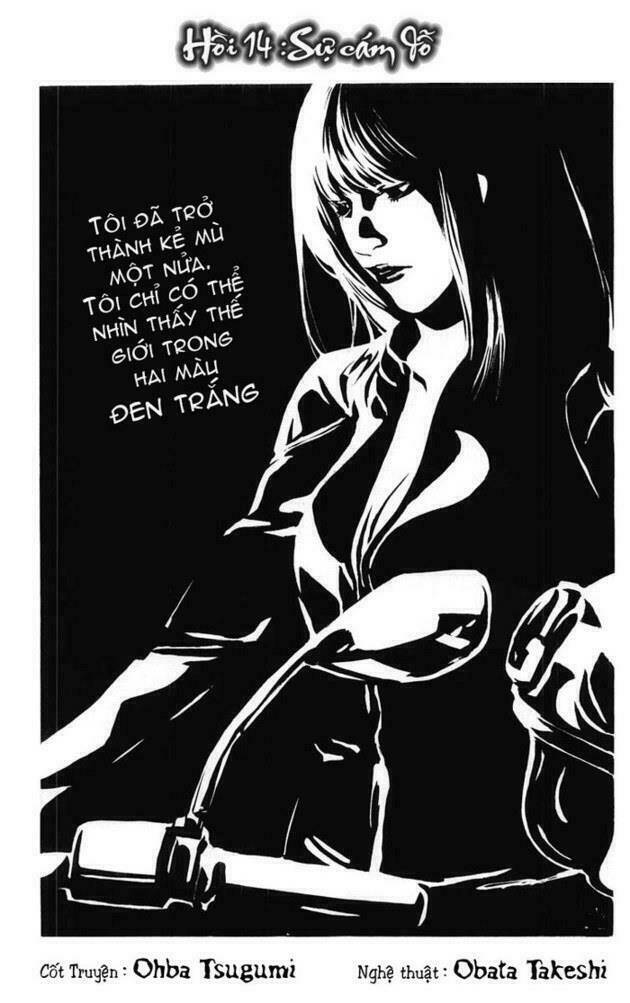 Hồi 14 : Sự cám dỗ
TÔI ĐÃ TRỞ
THÀNH KẺ MÙ
MỘT NỬA.
TÔI CHỈ CÓ THỂ
NHÌN THẤY THẾ
GIỚI TRONG
HAI MÀU
ĐEN TRẮNG
Cốt Truyện : Ohba Tsugumi
Nghệ thuật : Obata Takeshi